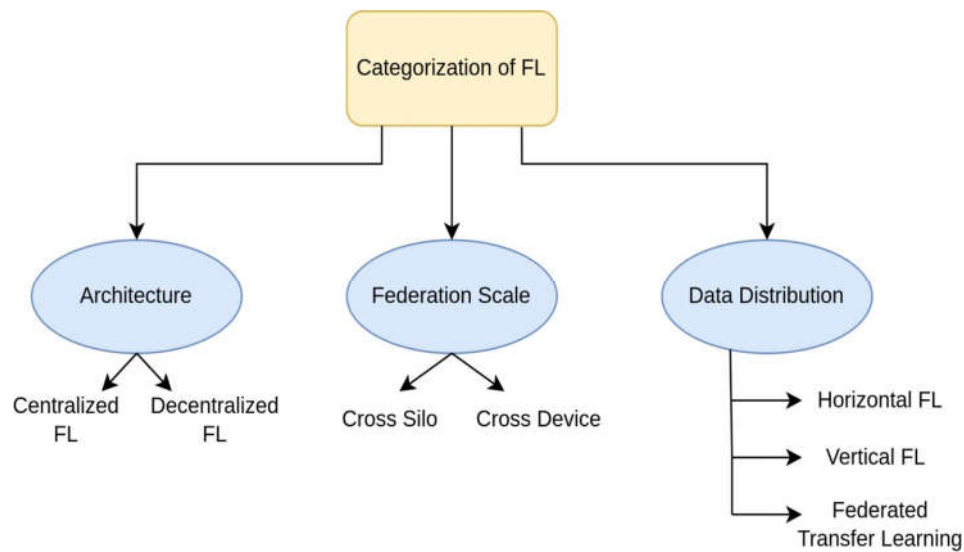 Categorization of FL
Architecture
Federation Scale
Data Distribution
Centralized
FL
Decentralized
FL
Cross Silo
Cross Device
Horizontal FL
Vertical FL
Federated
Transfer Learning